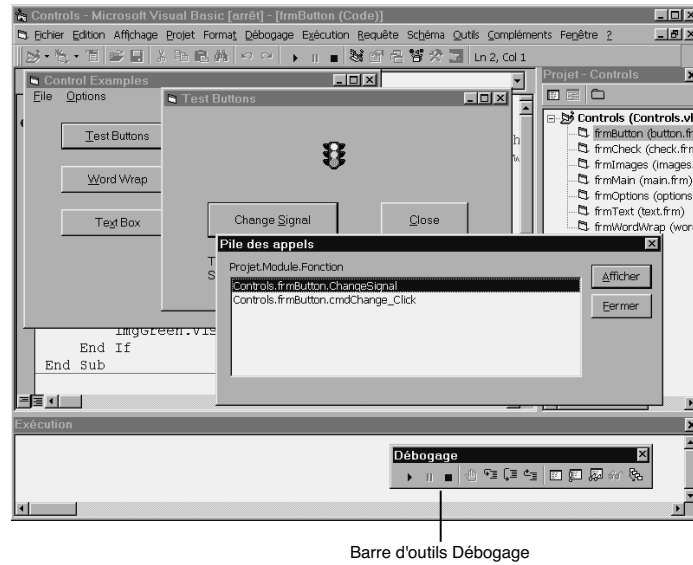 Controls - Microsoft Visual Basic [arrêt] - [frmButton (Code)]
Fichier Edition Affichage Projet Format Débogage Exécution Requête Schéma Outils Compléments Fenêtre ?
Ln 2, Col 1
Control Examples
File Options
Test Buttons
Word Wrap
Text Box
Test Buttons
Change Signal
Close
Projet - Controls
Controls (Controls.vb
frmButton (button.fr
frmCheck (check.frm
frmImages (images.
frmMain (main.frm)
frmOptions (options
frmText (text.frm)
frmWordWrap (wor
Pile des appels
Projet.Module.Fonction
Controls.frmButton.ChangeSignal
Controls.frmButton.cmdChange_Click
Afficher
Fermer
imgGreen.Vis
End If
End Sub
Exécution
Débogage
Barre d'outils Débogage